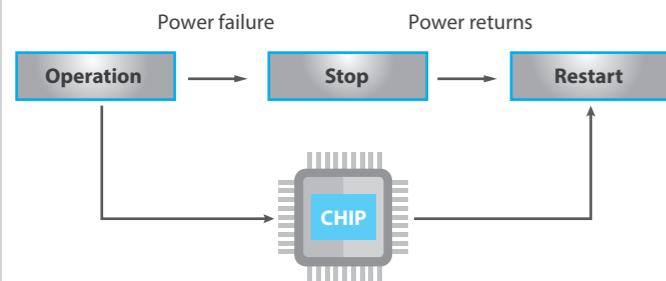 Power failure
Power returns
Operation
Stop
Restart
CHIP